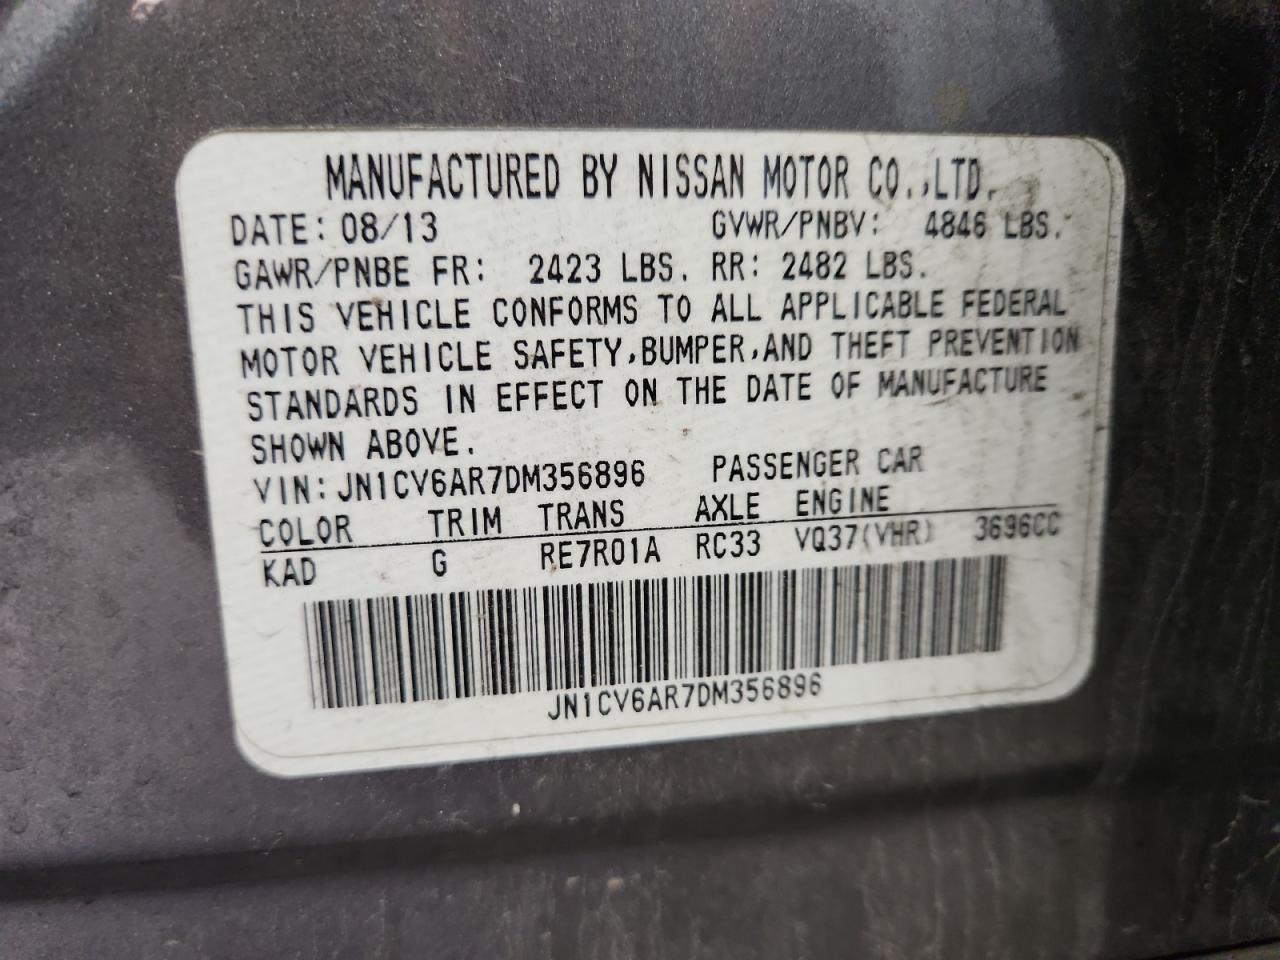 MANUFACTURED BY NISSAN MOTOR CO.,LTD.
DATE: 08/13 GVWR/PNBV: 4846 LBS.
GAWR/PNBE FR: 2423 LBS. RR: 2482 LBS.
THIS VEHICLE CONFORMS TO ALL APPLICABLE FEDERAL
MOTOR VEHICLE SAFETY,BUMPER,AND THEFT PREVENTION
STANDARDS IN EFFECT ON THE DATE OF MANUFACTURE
SHOWN ABOVE.
VIN: JN1CV6AR7DM356896 PASSENGER CAR
COLOR TRIM TRANS AXLE ENGINE
KAD G RE7R01A RC33 VQ37(VHR) 3696CC
JN1CV6AR7DM356896